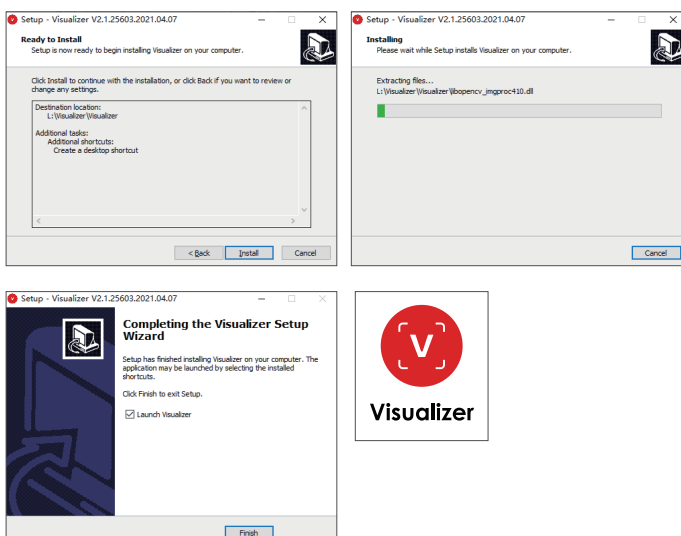 Setup - Visualizer V2.1.25603.2021.04.07
Ready to Install
Setup is now ready to begin installing Visualizer on your computer.
Click Install to continue with the installation, or click Back if you want to review or
change any settings.
Destination location:
L:\Visualizer\Visualizer
Additional tasks:
Additional shortcuts:
Create a desktop shortcut
< Back
Install
Cancel
Setup - Visualizer V2.1.25603.2021.04.07
Installing
Please wait while Setup installs Visualizer on your computer.
Extracting files...
L:\Visualizer\Visualizer\libopencv_imgproc410.dll
Cancel
Setup - Visualizer V2.1.25603.2021.04.07
Completing the Visualizer Setup
Wizard
Setup has finished installing Visualizer on your computer. The
application may be launched by selecting the installed
shortcuts.
Click Finish to exit Setup.
Launch Visualizer
Finish
V
Visualizer